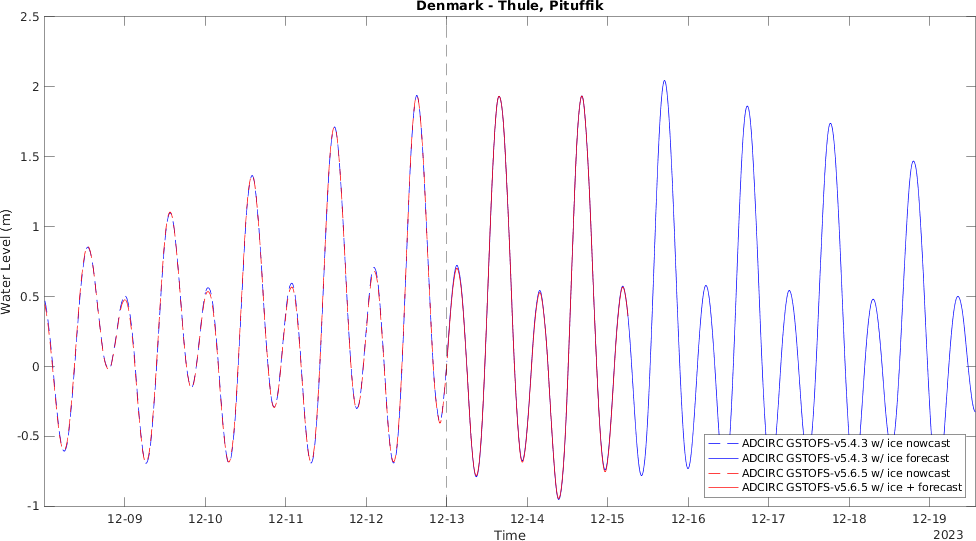 Denmark - Thule, Pituffik
2.5
2
1.5
1
0.5
0
-0.5
-1
Water Level (m)
ADCIRC GSTOFS-v5.4.3 w/ ice nowcast
ADCIRC GSTOFS-v5.4.3 w/ ice forecast
ADCIRC GSTOFS-v5.6.5 w/ ice nowcast
ADCIRC GSTOFS-v5.6.5 w/ ice + forecast
12-09 12-10 12-11 12-12 12-13 12-14 12-15 12-16 12-17 12-18 12-19
Time
2023